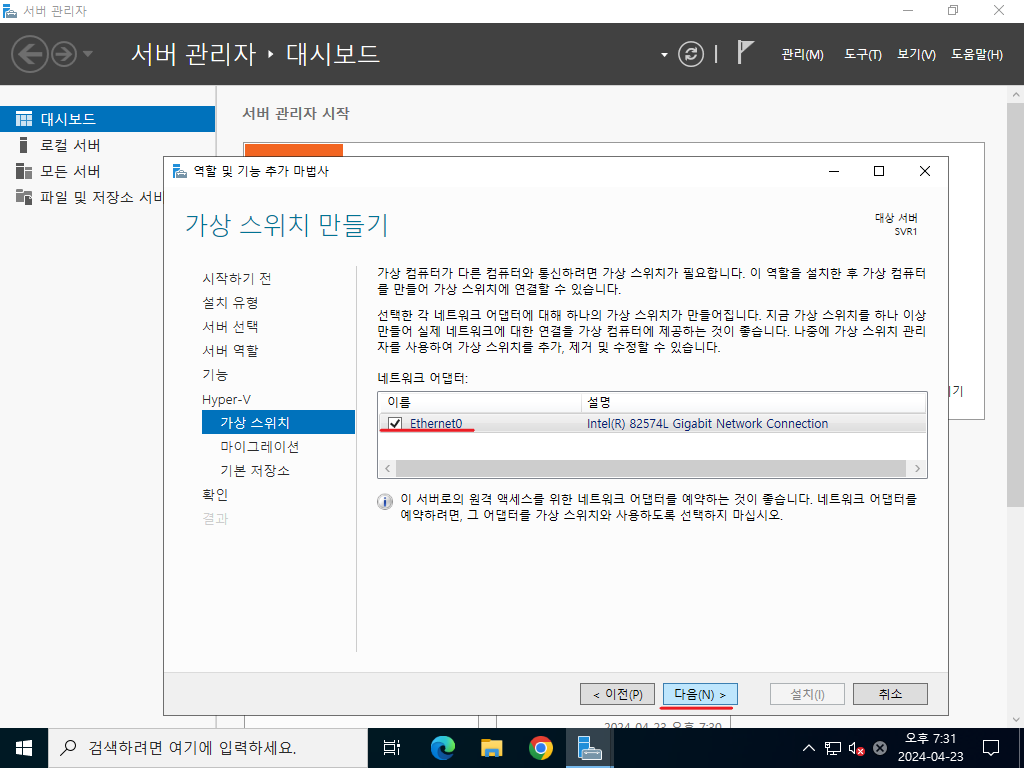 서버 관리자
서버 관리자 ‣ 대시보드
관리(M) 도구(T) 보기(V) 도움말(H)
대시보드
로컬 서버
모든 서버
파일 및 저장소 서비
서버 관리자 시작
역할 및 기능 추가 마법사
가상 스위치 만들기
대상 서버
SVR1
시작하기 전
설치 유형
서버 선택
서버 역할
기능
Hyper-V
가상 스위치
마이그레이션
기본 저장소
확인
결과
가상 컴퓨터가 다른 컴퓨터와 통신하려면 가상 스위치가 필요합니다. 이 역할을 설치한 후 가상 컴퓨터
를 만들어 가상 스위치에 연결할 수 있습니다.
선택한 각 네트워크 어댑터에 대해 하나의 가상 스위치가 만들어집니다. 지금 가상 스위치를 하나 이상
만들어 실제 네트워크에 대한 연결을 가상 컴퓨터에 제공하는 것이 좋습니다. 나중에 가상 스위치 관리
자를 사용하여 가상 스위치를 추가, 제거 및 수정할 수 있습니다.
네트워크 어댑터:
이름 설명
Ethernet0 Intel(R) 82574L Gigabit Network Connection
이 서버로의 원격 액세스를 위한 네트워크 어댑터를 예약하는 것이 좋습니다. 네트워크 어댑터를
예약하려면, 그 어댑터를 가상 스위치와 사용하도록 선택하지 마십시오.
기
< 이전(P) 다음(N) > 설치(I) 취소
2024-04-23 오후 7:30
검색하려면 여기에 입력하세요.
오후 7:31
2024-04-23